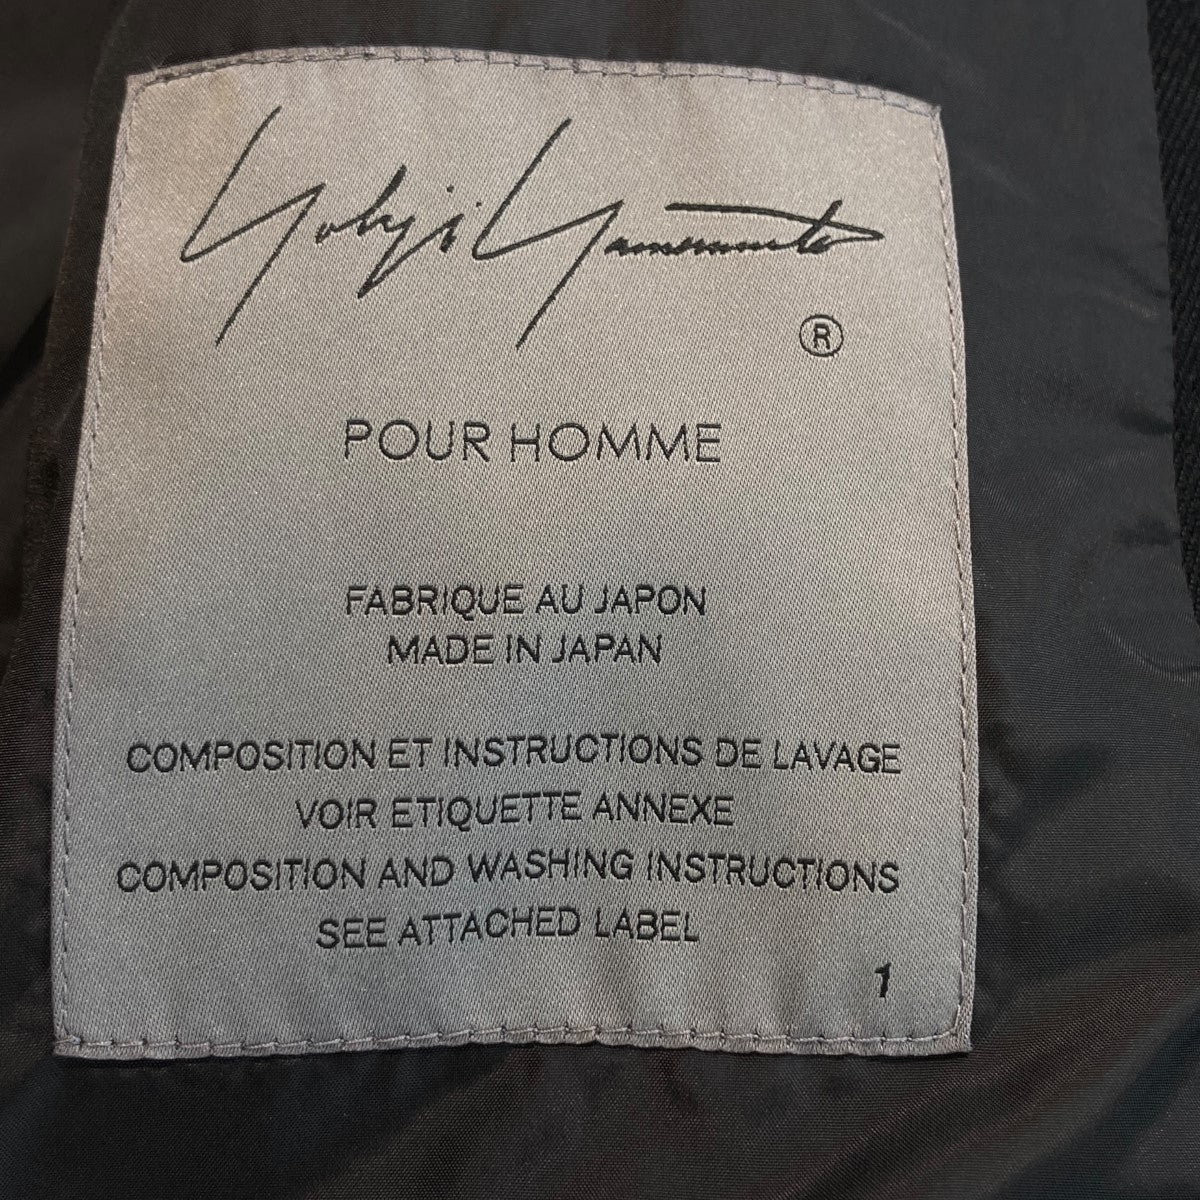 Yohji Yamamoto
®
POUR HOMME
FABRIQUE AU JAPON
MADE IN JAPAN
COMPOSITION ET INSTRUCTIONS DE LAVAGE
VOIR ETIQUETTE ANNEXE
COMPOSITION AND WASHING INSTRUCTIONS
SEE ATTACHED LABEL
1